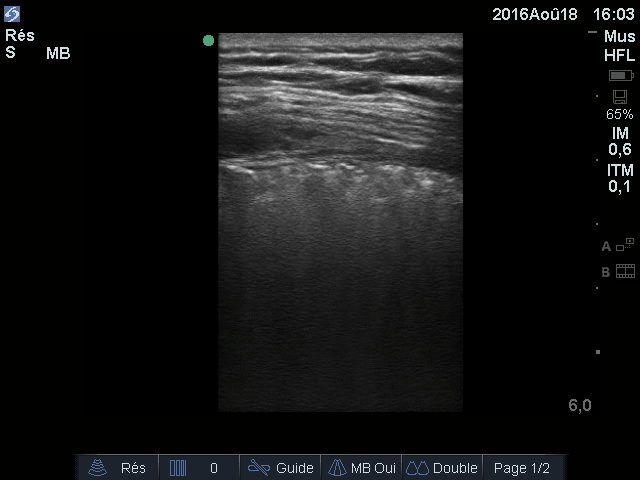 2016Aoû18 16:03
Rés
S MB
Mus
HFL
65%
IM
0,6
ITM
0,1
A
B
6,0
Rés 0 Guide MB Oui Double Page 1/2